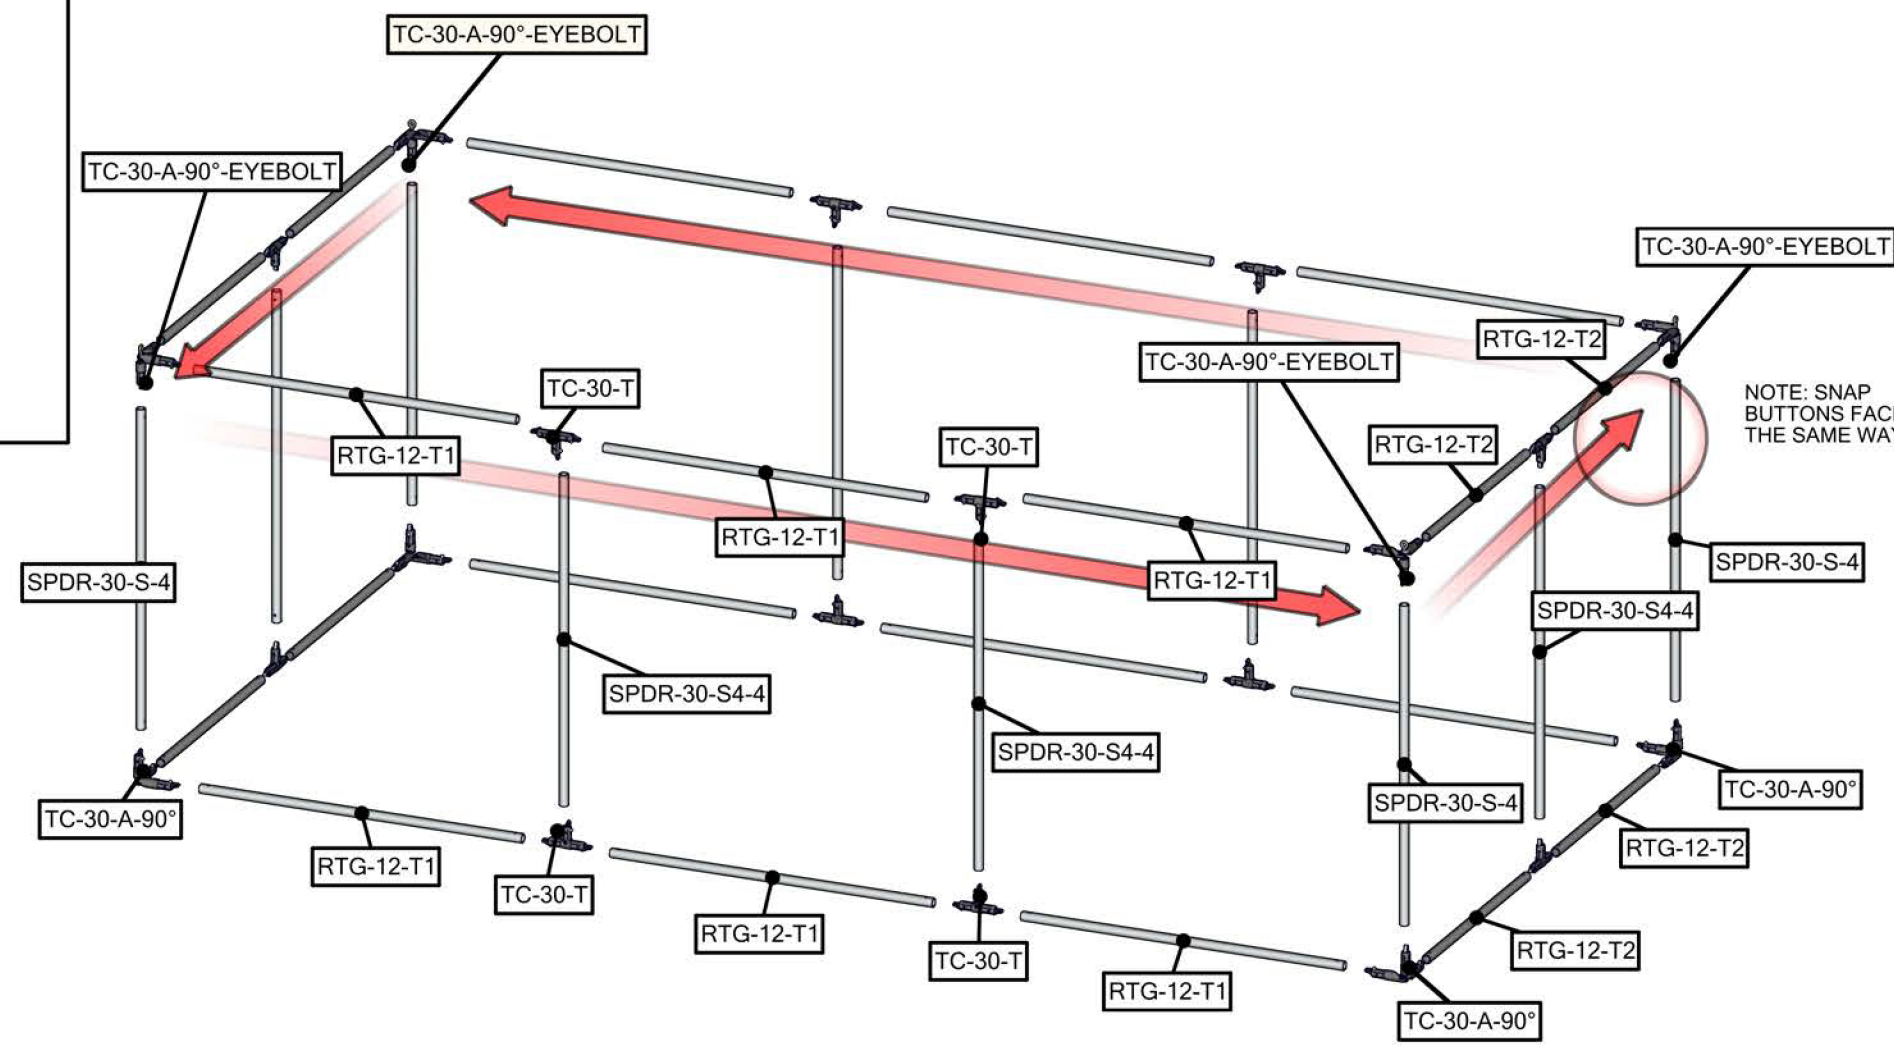 TC-30-A-90°-EYEBOLT
TC-30-A-90°-EYEBOLT
TC-30-A-90°-EYEBOLT
RTG-12-T2
TC-30-A-90°-EYEBOLT
TC-30-T
NOTE: SNAP
BUTTONS FAC
THE SAME WA
RTG-12-T1
TC-30-T
RTG-12-T2
RTG-12-T1
RTG-12-T1
SPDR-30-S-4
SPDR-30-S-4
SPDR-30-S4-4
SPDR-30-S4-4
SPDR-30-S4-4
SPDR-30-S-4
TC-30-A-90°
TC-30-A-90°
RTG-12-T1
RTG-12-T2
TC-30-T
RTG-12-T1
TC-30-T
RTG-12-T2
RTG-12-T1
TC-30-A-90°